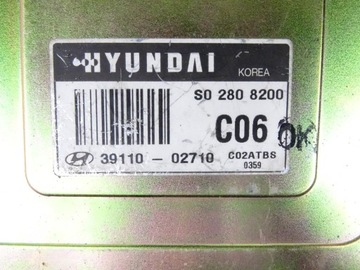 HYUNDAI
KOREA
S0 280 8200
C06
OK
39110 - 02710
C02ATBS
0359